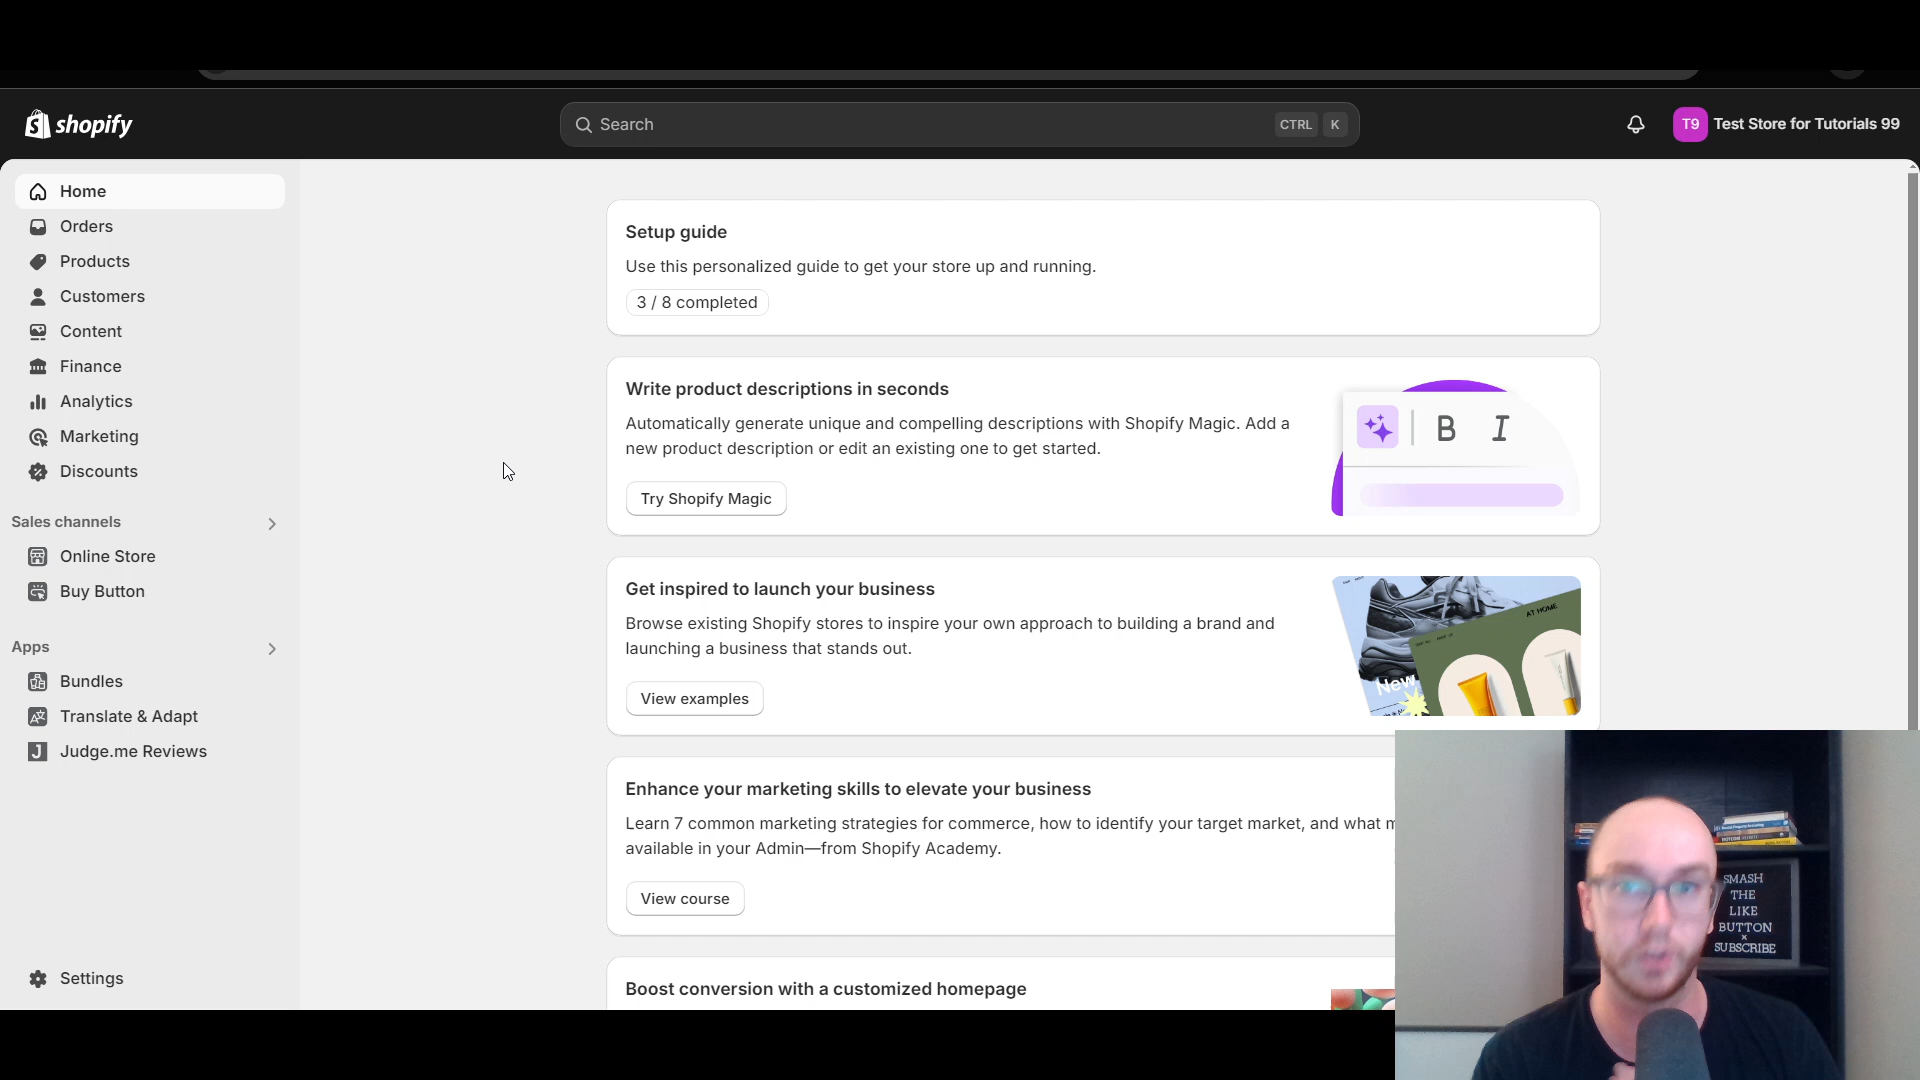 shopify
Search
CTRL K
T9
Test Store for Tutorials 99
Home
Orders
Products
Customers
Content
Finance
Analytics
Marketing
Discounts
Sales channels
Online Store
Buy Button
Apps
Bundles
Translate & Adapt
Judge.me Reviews
Settings
Setup guide
Use this personalized guide to get your store up and running.
3 / 8 completed
Write product descriptions in seconds
Automatically generate unique and compelling descriptions with Shopify Magic. Add a
new product description or edit an existing one to get started.
Try Shopify Magic
B I
Get inspired to launch your business
Browse existing Shopify stores to inspire your own approach to building a brand and
launching a business that stands out.
View examples
AT HOME
New
Enhance your marketing skills to elevate your business
Learn 7 common marketing strategies for commerce, how to identify your target market, and what
available in your Admin—from Shopify Academy.
View course
Boost conversion with a customized homepage
SMASH
THE
LIKE
BUTTON
×
SUBSCRIBE